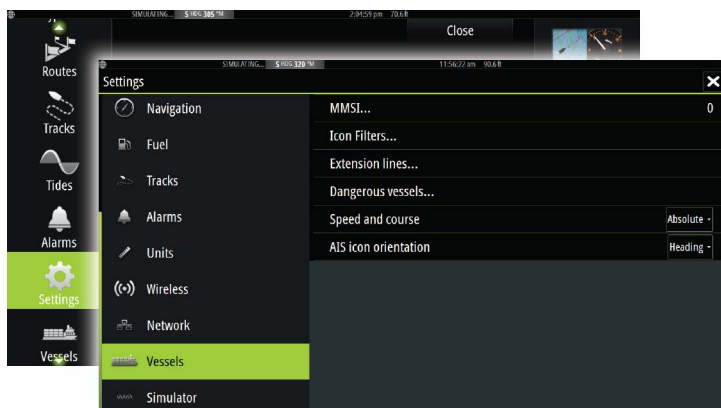 SIMULATING... S HDG 305 °M 2:04:59 pm 70.6 ft
Close
Routes
Tracks
Tides
Alarms
Settings
Vessels
SIMULATING... S HDG 320 °M 11:56:22 am 90.6 ft
Settings
Navigation
Fuel
Tracks
Alarms
Units
Wireless
Network
Vessels
Simulator
MMSI... 0
Icon Filters...
Extension lines...
Dangerous vessels...
Speed and course Absolute
AIS icon orientation Heading